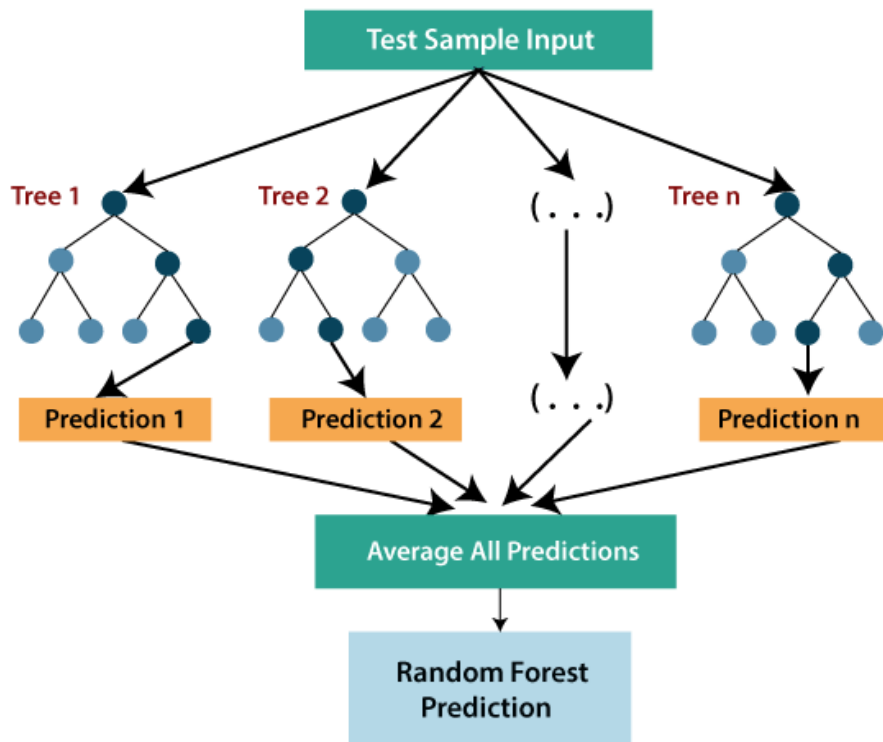 Test Sample Input
Tree 1
Tree 2
(. . .)
Tree n
(. . .)
Prediction 1
Prediction 2
Prediction n
Average All Predictions
Random Forest
Prediction